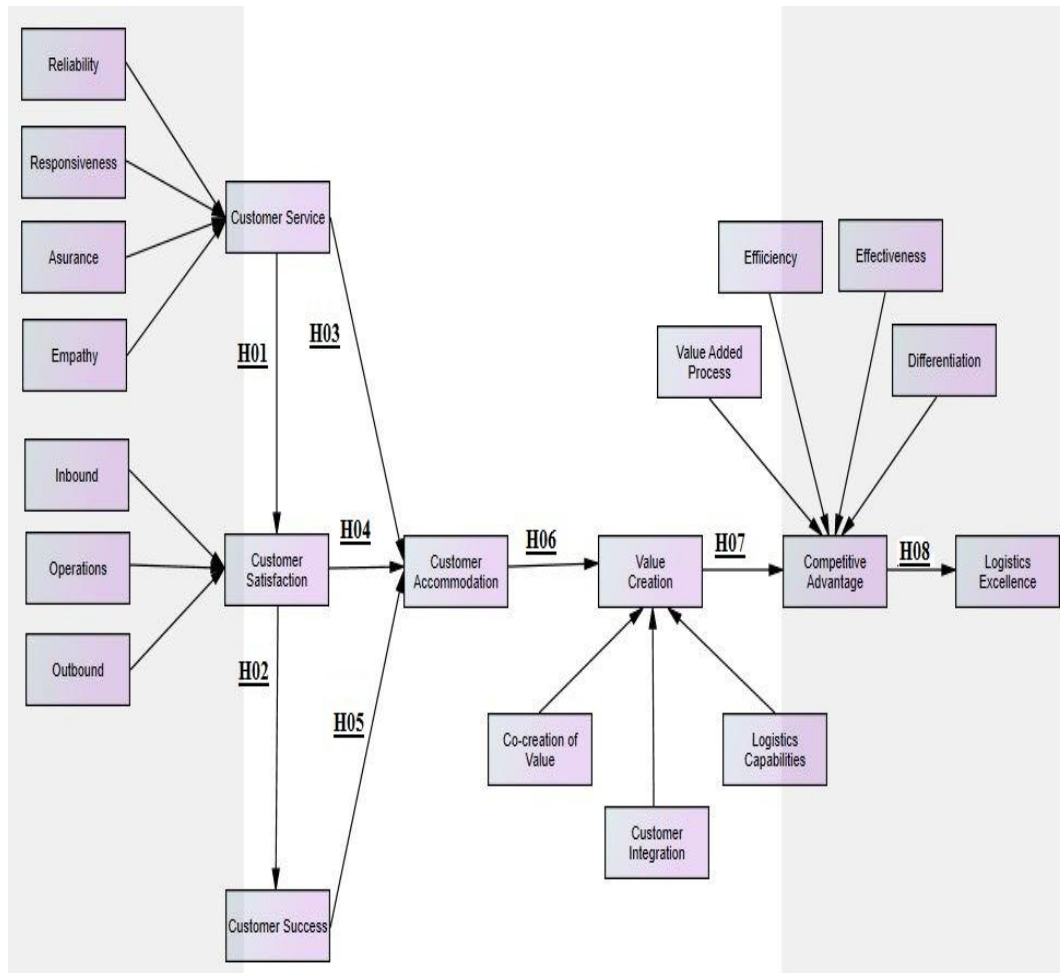 Reliability
Responsiveness
Asurance
Empathy
Customer Service
H01
H03
Inbound
Operations
Outbound
Customer
Satisfaction
H04
H02
H05
Customer Success
Customer
Accommodation
H06
Value
Creation
H07
Co-creation of
Value
Customer
Integration
Logistics
Capabilities
Effiiciency
Effectiveness
Value Added
Process
Differentiation
Competitive
Advantage
H08
Logistics
Excellence